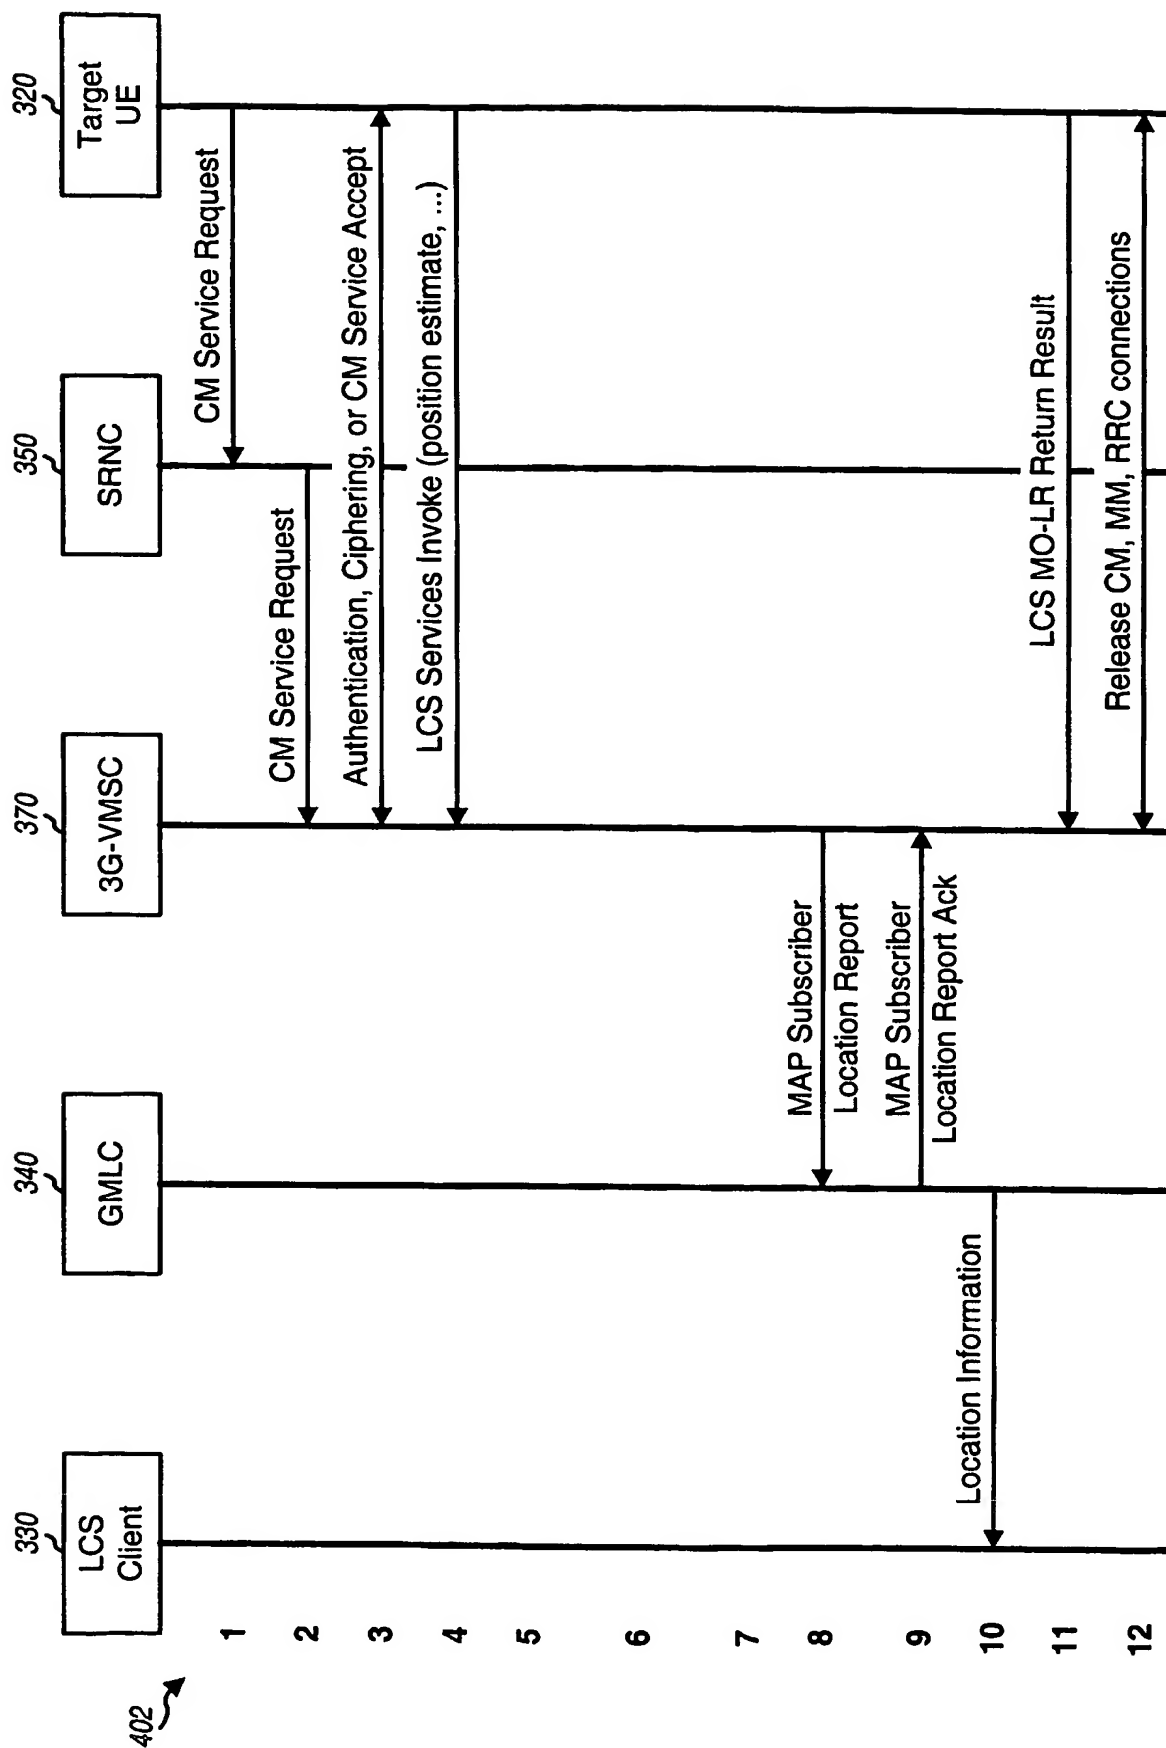 402
330
LCS
Client
340
GMLC
370
3G-VMSC
350
SRNC
320
Target
UE
1
CM Service Request
2
CM Service Request
3
Authentication, Ciphering, or CM Service Accept
4
LCS Services Invoke (position estimate, ...)
5
6
7
8
MAP Subscriber
Location Report
9
MAP Subscriber
Location Report Ack
10
Location Information
11
LCS MO-LR Return Result
12
Release CM, MM, RRC connections